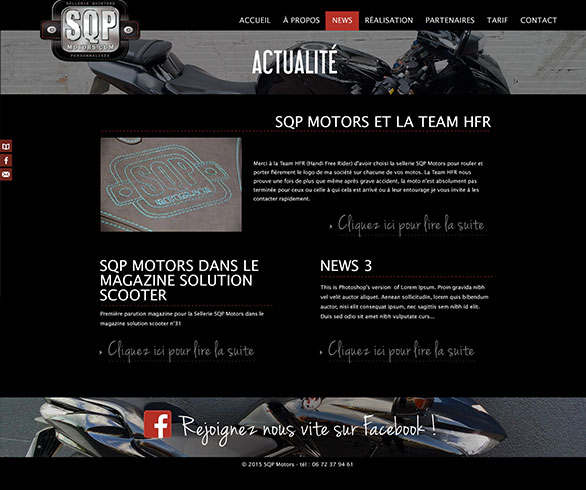 SELLERIE QUINTERO
SQP
MOTORS.COM
PERSONNALISÉE
ACCUEIL À PROPOS NEWS RÉALISATION PARTENAIRES TARIF CONTACT
ACTUALITÉ
SQP MOTORS ET LA TEAM HFR
SQP
MOTORS.COM
Merci à la Team HFR (Handi Free Rider) d'avoir choisi la sellerie SQP Motors pour rouler et
porter fièrement le logo de ma société sur chacune de vos motos. La Team HFR nous
prouve une fois de plus que même après grave accident, la moto n'est absolument pas
terminée pour ceux ou celle à qui cela est arrivé ou à leur entourage je vous invite à les
contacter rapidement.
Cliquez ici pour lire la suite
SQP MOTORS DANS LE
MAGAZINE SOLUTION
SCOOTER
Première parution magazine pour la Sellerie SQP Motors dans le
magazine solution scooter n°31
Cliquez ici pour lire la suite
NEWS 3
This is Photoshop's version of Lorem Ipsum. Proin gravida nibh
vel velit auctor aliquet. Aenean sollicitudin, lorem quis bibendum
auctor, nisi elit consequat ipsum, nec sagittis sem nibh id elit.
Duis sed odio sit amet nibh vulputate curs...
Cliquez ici pour lire la suite
Rejoignez nous vite sur Facebook !
© 2015 SQP Motors - tél : 06 72 37 94 61